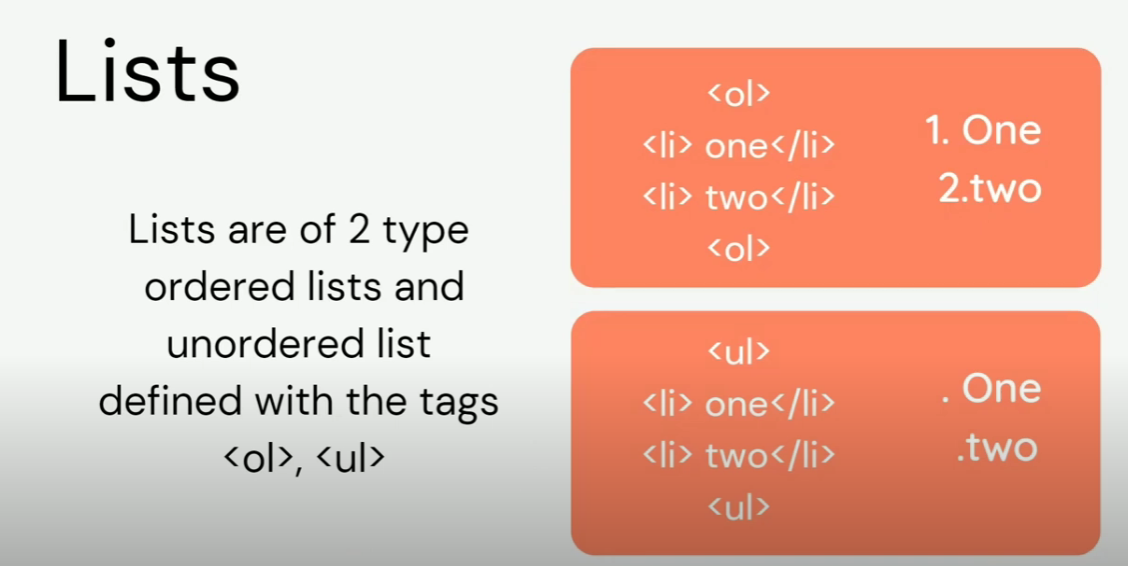 Lists
Lists are of 2 type
ordered lists and
unordered list
defined with the tags
<ol>, <ul>
<ol>
<li> one</li>
<li> two</li>
<ol>
1. One
2.two
<ul>
<li> one</li>
<li> two</li>
<ul>
. One
.two